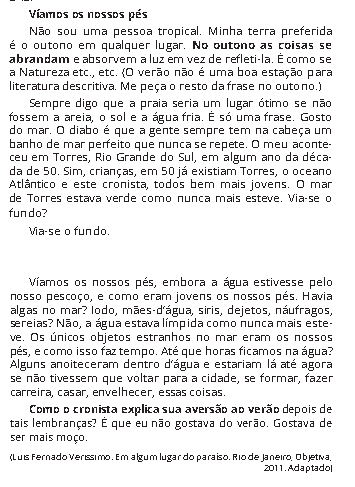 Víamos os nossos pés
Não sou uma pessoa tropical. Minha terra preferida
é o outono em qualquer lugar. No outono as coisas se
abrandam e absorvem a luz em vez de refleti-la. É como se
a Natureza etc., etc. (O verão não é uma boa estação para
literatura descritiva. Me peça o resto da frase no outono.)
Sempre digo que a praia seria um lugar ótimo se não
fossem a areia, o sol e a água fria. É só uma frase. Gosto
do mar. O diabo é que a gente sempre tem na cabeça um
banho de mar perfeito que nunca se repete. O meu aconte-
ceu em Torres, Rio Grande do Sul, em algum ano da déca-
da de 50. Sim, crianças, em 50 já existiam Torres, o oceano
Atlântico e este cronista, todos bem mais jovens. O mar
de Torres estava verde como nunca mais esteve. Via-se o
fundo?
Via-se o fundo.
Víamos os nossos pés, embora a água estivesse pelo
nosso pescoço, e como eram jovens os nossos pés. Havia
algas no mar? Iodo, mães-d’água, siris, dejetos, náufragos,
sereias? Não, a água estava límpida como nunca mais este-
ve. Os únicos objetos estranhos no mar eram os nossos
pés, e como isso faz tempo. Até que horas ficamos na água?
Alguns anoiteceram dentro d’água e estariam lá até agora
se não tivessem que voltar para a cidade, se formar, fazer
carreira, casar, envelhecer, essas coisas.
Como o cronista explica sua aversão ao verão depois de
tais lembranças? É que eu não gostava do verão. Gostava de
ser mais moço.
(Luis Fernado Verissimo. Em algum lugar do paraíso. Rio de Janeiro, Objetiva,
2011. Adaptado)